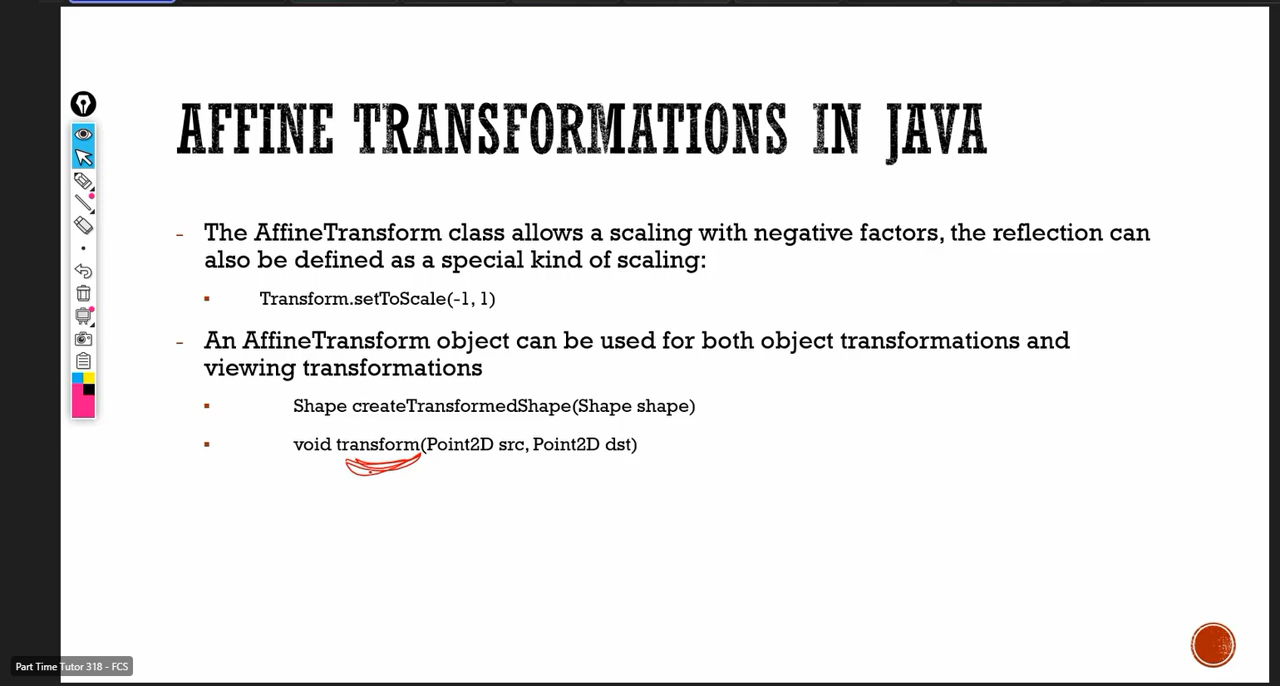 AFFINE TRANSFORMATIONS IN JAVA
- The AffineTransform class allows a scaling with negative factors, the reflection can
also be defined as a special kind of scaling:
▪ Transform.setToScale(-1, 1)
- An AffineTransform object can be used for both object transformations and
viewing transformations
▪ Shape createTransformedShape(Shape shape)
▪ void transform(Point2D src, Point2D dst)
Part Time Tutor 318 - FCS